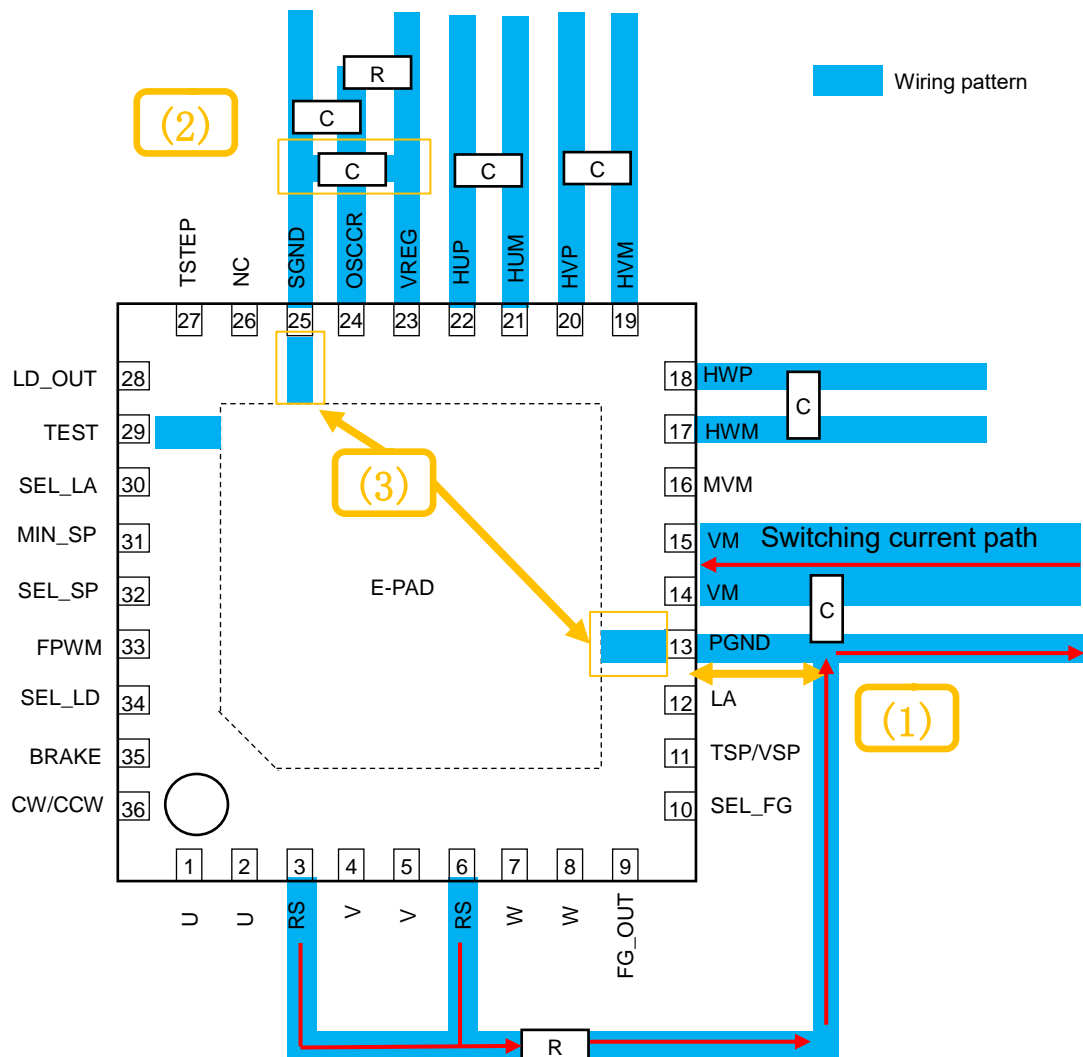 R
Wiring pattern
C
(2)
C
C
C
TSTEP
NC
SGND
OSCCR
VREG
HUP
HUM
HVP
HVM
27
26
25
24
23
22
21
20
19
LD_OUT
28
18
HWP
C
TEST
29
17
HWM
SEL_LA
30
(3)
16
MVM
MIN_SP
31
15
VM
Switching current path
SEL_SP
32
E-PAD
14
VM
C
FPWM
33
13
PGND
SEL_LD
34
12
LA
(1)
BRAKE
35
11
TSP/VSP
CW/CCW
36
10
SEL_FG
1
2
3
4
5
6
7
8
9
U
U
RS
V
V
RS
W
W
FG_OUT
R